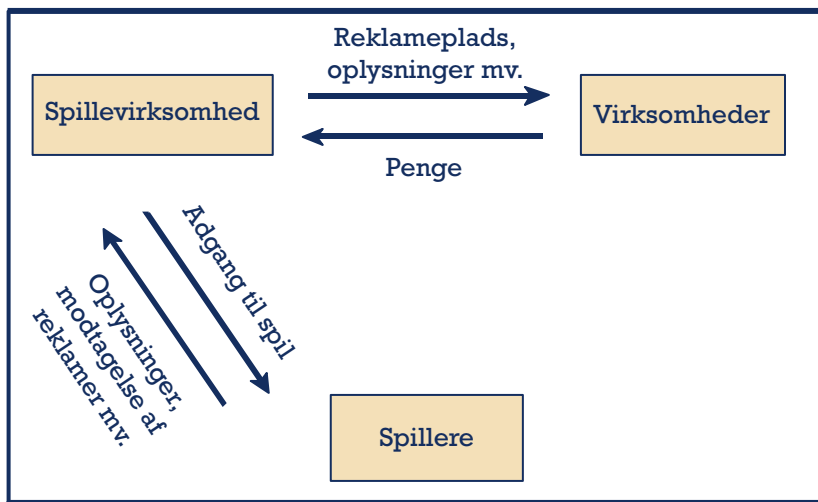 Reklameplads,
oplysninger mv.
Spillevirksomhed
Virksomheder
Penge
Adgang til spil
Oplysninger,
modtagelse af
reklamer mv.
Spillere